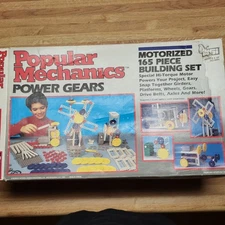 Popular
Mechanics
POWER GEARS
MOTORIZED
165 PIECE
BUILDING SET
Special Hi-Torque Motor
Powers Your Project, Easy
Snap Together Girders,
Platforms, Wheels, Gears,
Drive Belts, Axles And More!
Popular